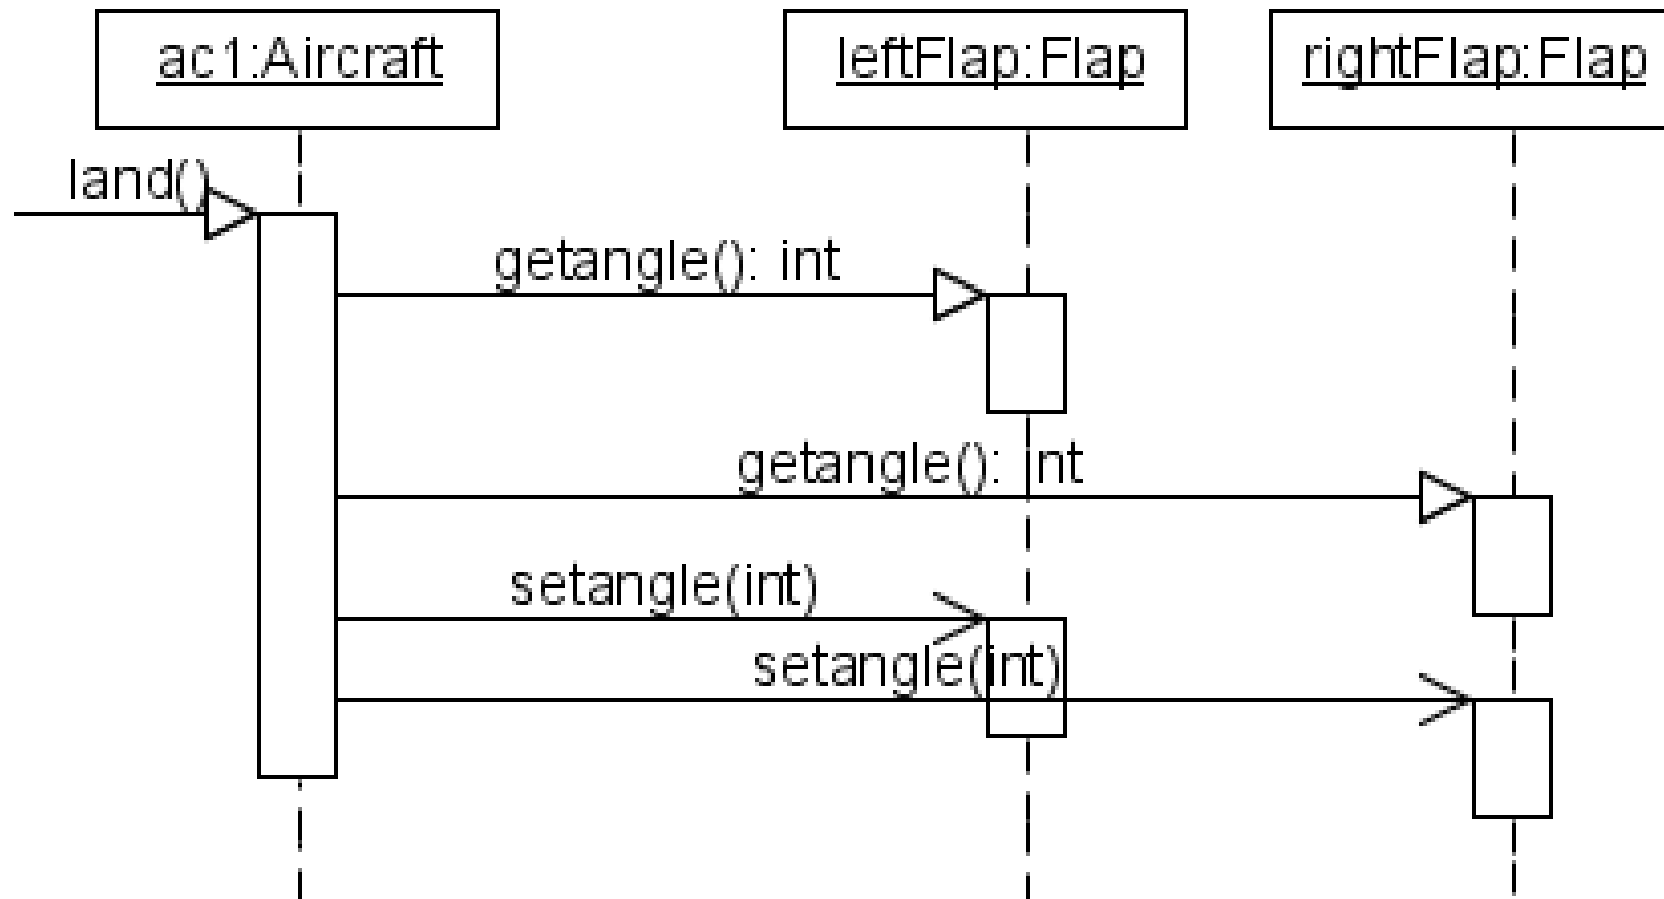 ac1:Aircraft
leftFlap:Flap
rightFlap:Flap
land()
getangle(): int
getangle(): int
setangle(int)
setangle(int)